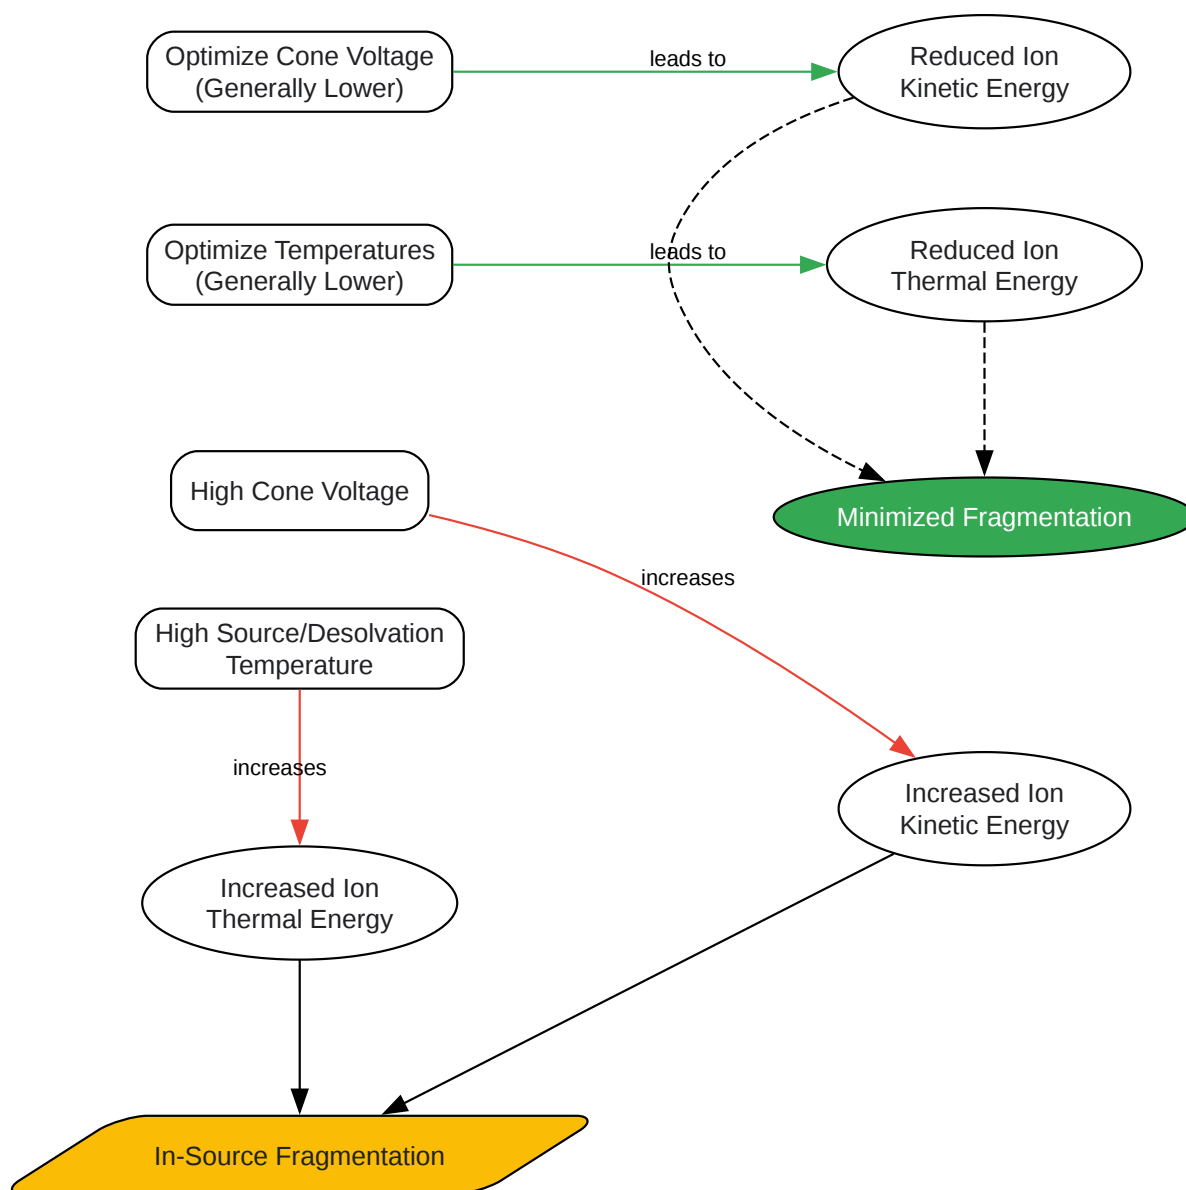 Optimize Cone Voltage
(Generally Lower)
leads to
Reduced Ion
Kinetic Energy
Optimize Temperatures
(Generally Lower)
leads to
Reduced Ion
Thermal Energy
High Cone Voltage
Minimized Fragmentation
increases
High Source/Desolvation
Temperature
increases
Increased Ion
Kinetic Energy
Increased Ion
Thermal Energy
In-Source Fragmentation